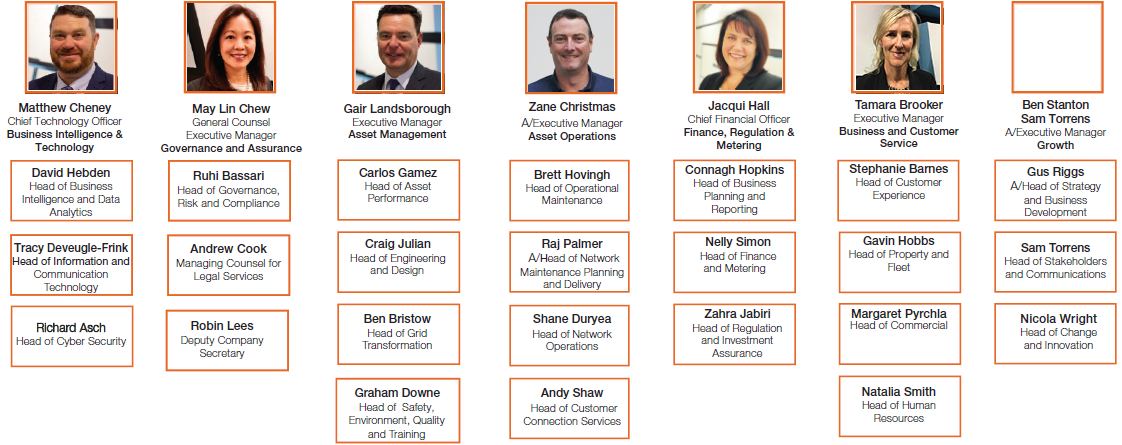 Matthew Cheney
Chief Technology Officer
Business Intelligence &
Technology
David Hebden
Head of Business
Intelligence and Data
Analytics
Tracy Deveugle-Frink
Head of Information and
Communication
Technology
Richard Asch
Head of Cyber Security
May Lin Chew
General Counsel
Executive Manager
Governance and Assurance
Ruhi Bassari
Head of Governance,
Risk and Compliance
Andrew Cook
Managing Counsel for
Legal Services
Robin Lees
Deputy Company
Secretary
Gair Landsborough
Executive Manager
Asset Management
Carlos Gamez
Head of Asset
Performance
Craig Julian
Head of Engineering
and Design
Ben Bristow
Head of Grid
Transformation
Graham Downe
Head of Safety,
Environment, Quality
and Training
Zane Christmas
A/Executive Manager
Asset Operations
Brett Hovingh
Head of Operational
Maintenance
Raj Palmer
A/Head of Network
Maintenance Planning
and Delivery
Shane Duryea
Head of Network
Operations
Andy Shaw
Head of Customer
Connection Services
Jacqui Hall
Chief Financial Officer
Finance, Regulation &
Metering
Connagh Hopkins
Head of Business
Planning and
Reporting
Nelly Simon
Head of Finance
and Metering
Zahra Jabiri
Head of Regulation
and Investment
Assurance
Tamara Brooker
Executive Manager
Business and Customer
Service
Stephanie Barnes
Head of Customer
Experience
Gavin Hobbs
Head of Property and
Fleet
Margaret Pyrchla
Head of Commercial
Natalia Smith
Head of Human
Resources
Ben Stanton
Sam Torrens
A/Executive Manager
Growth
Gus Riggs
A/Head of Strategy
and Business
Development
Sam Torrens
Head of Stakeholders
and Communications
Nicola Wright
Head of Change
and Innovation